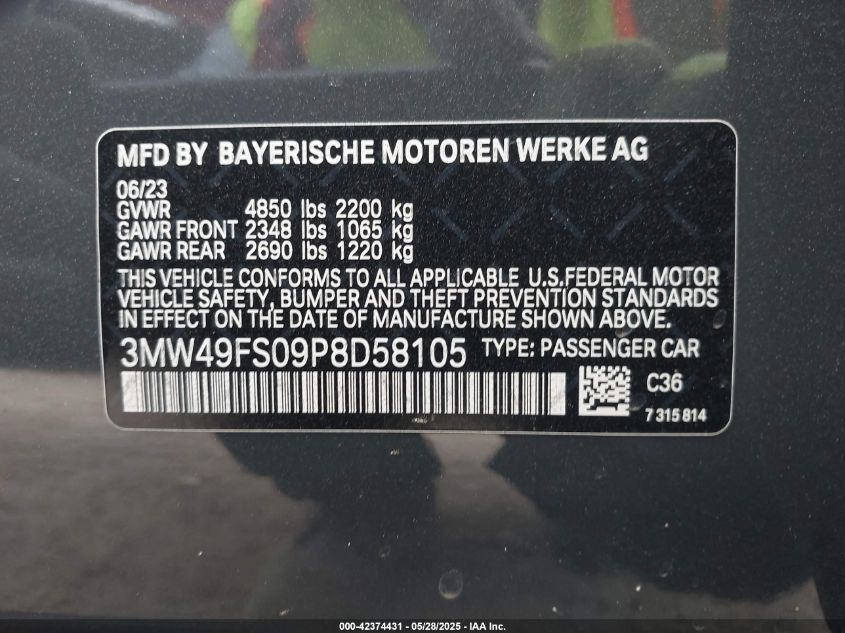 MFD BY BAYERISCHE MOTOREN WERKE AG
06/23
GVWR 4850 lbs 2200 kg
GAWR FRONT 2348 lbs 1065 kg
GAWR REAR 2690 lbs 1220 kg
THIS VEHICLE CONFORMS TO ALL APPLICABLE U.S.FEDERAL MOTOR
VEHICLE SAFETY, BUMPER AND THEFT PREVENTION STANDARDS
IN EFFECT ON THE DATE OF MANUFACTURE SHOWN ABOVE.
3MW49FS09P8D58105 TYPE: PASSENGER CAR
C36
7 315 814
000-42374431 - 05/28/2025 - IAA Inc.